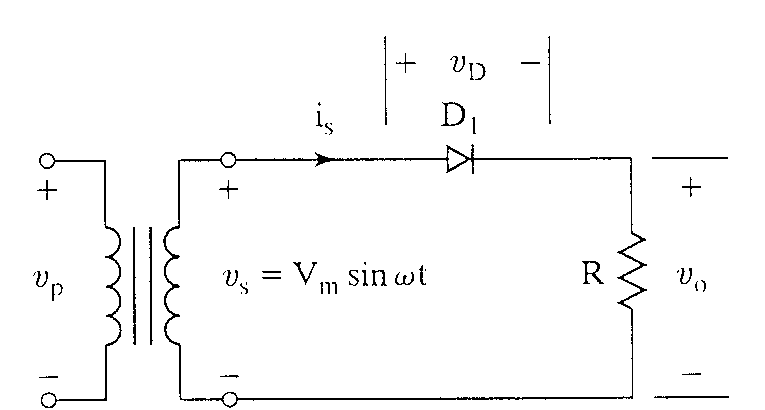 + v_D −
i_s D_1
+ + +
v_p v_s = V_m sin ωt R v_o
− − −